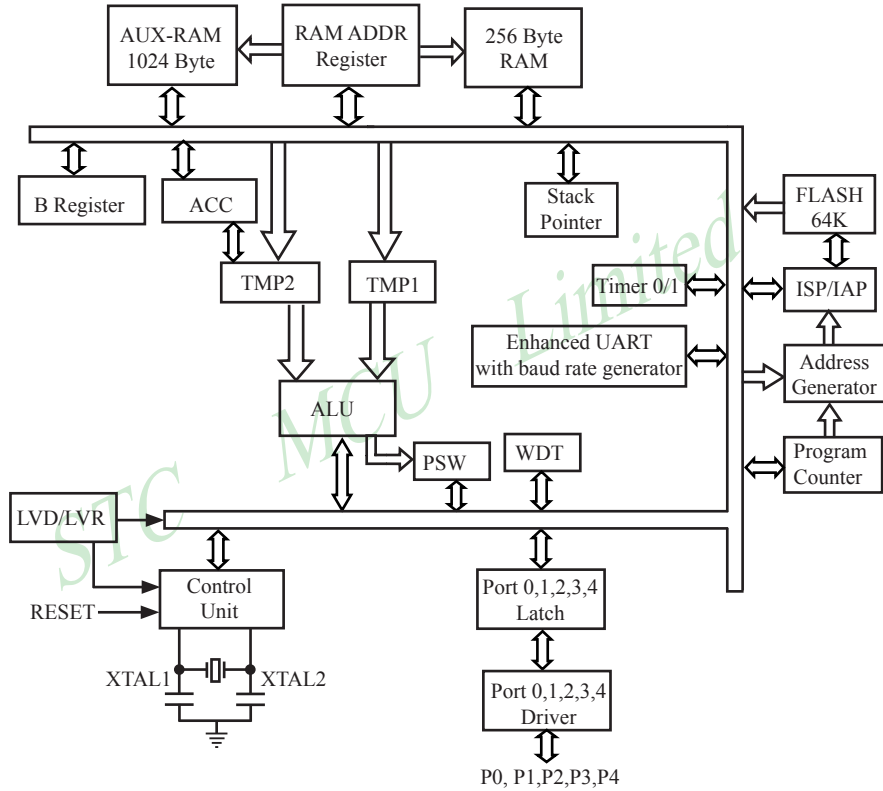 AUX-RAM
1024 Byte
RAM ADDR
Register
256 Byte
RAM
B Register
ACC
Stack
Pointer
FLASH
64K
TMP2
TMP1
Timer 0/1
ISP/IAP
Enhanced UART
with baud rate generator
Address
Generator
ALU
PSW
WDT
Program
Counter
LVD/LVR
Control
Unit
RESET
Port 0,1,2,3,4
Latch
XTAL1
XTAL2
Port 0,1,2,3,4
Driver
P0, P1,P2,P3,P4
STC MCU Limited